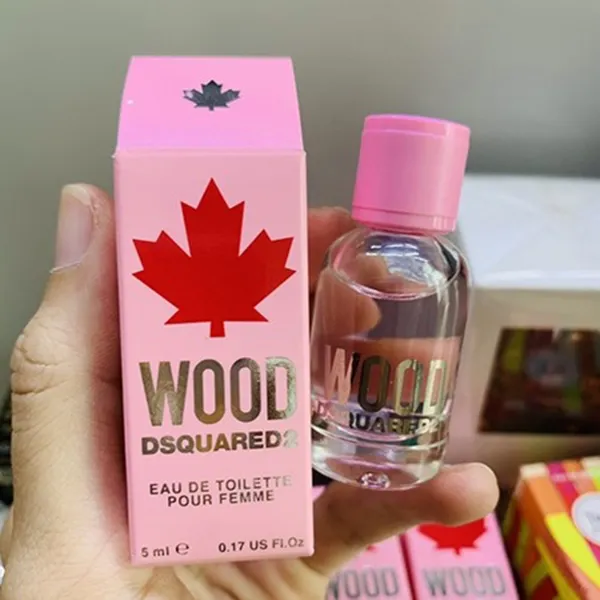 WOOD
DSQUARED2
EAU DE TOILETTE
POUR FEMME
5 ml ℮ 0.17 US Fl.Oz
WOOD
DSQUARED2
WOOD
WOOD